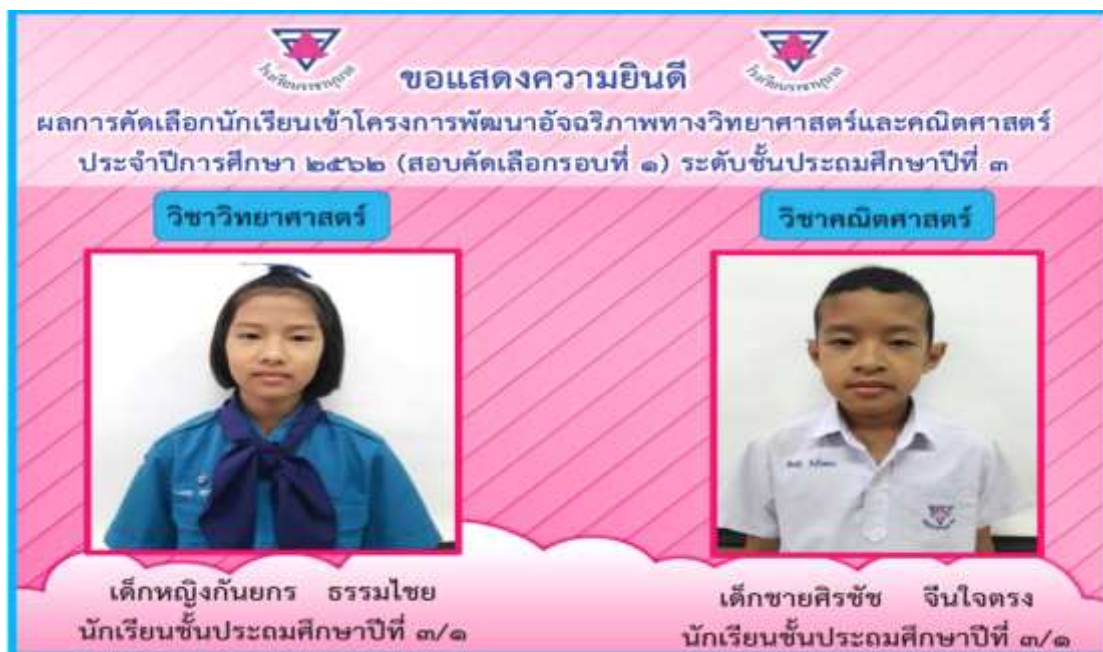 ขอแสดงความยินดี
ผลการคัดเลือกนักเรียนเข้าโครงการพัฒนาอัจฉริภาพทางวิทยาศาสตร์และคณิตศาสตร์
ประจำปีการศึกษา ๒๕๖๒ (สอบคัดเลือกรอบที่ ๑) ระดับชั้นประถมศึกษาปีที่ ๓
วิชาวิทยาศาสตร์
วิชาคณิตศาสตร์
เด็กหญิงกันยกร ธรรมไชย
นักเรียนชั้นประถมศึกษาปีที่ ๓/๑
เด็กชายศิรชัช จีนใจตรง
นักเรียนชั้นประถมศึกษาปีที่ ๓/๑